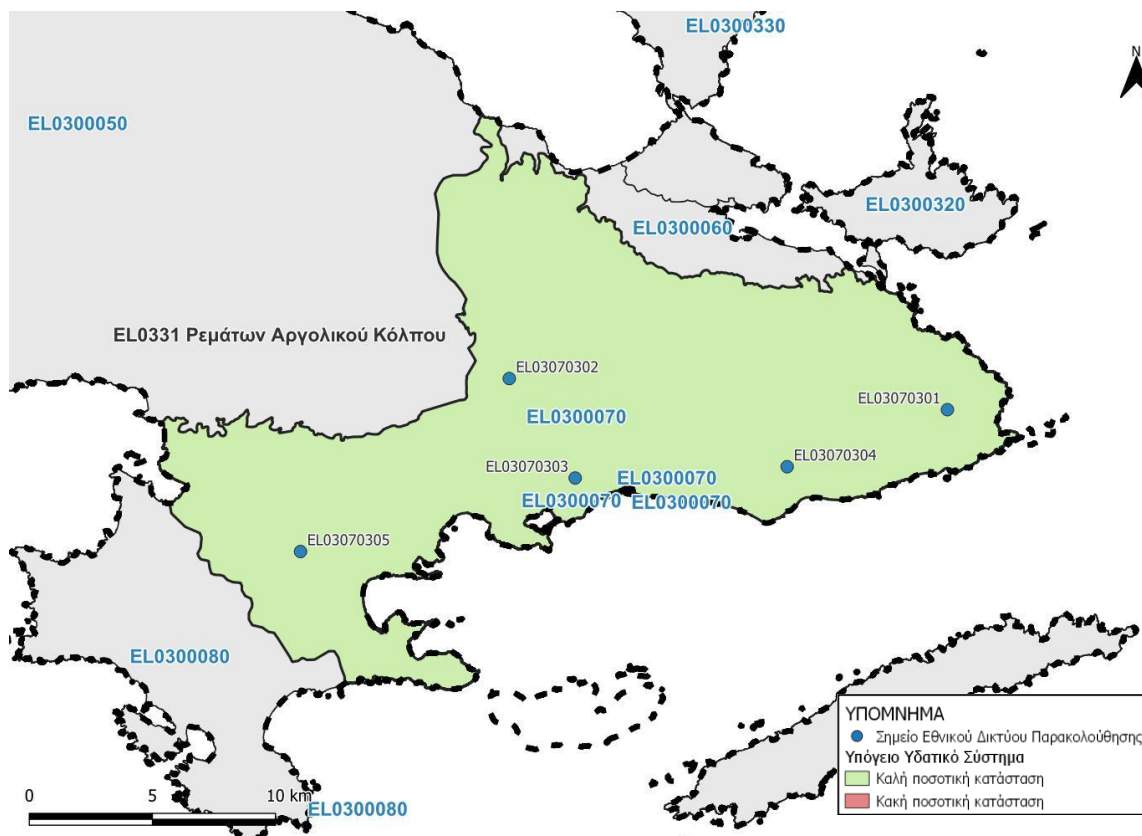 EL0300330
N
EL0300050
EL0300320
EL0300060
EL0331 Ρεμάτων Αργολικού Κόλπου
EL03070302
EL03070301
EL0300070
EL03070304
EL03070303
EL0300070
EL0300070
EL0300070
EL03070305
EL0300080
ΥΠΟΜΝΗΜΑ
Σημείο Εθνικού Δικτύου Παρακολούθησης
Υπόγειο Υδατικό Σύστημα
Καλή ποσοτική κατάσταση
Κακή ποσοτική κατάσταση
0 5 10 km
EL0300080